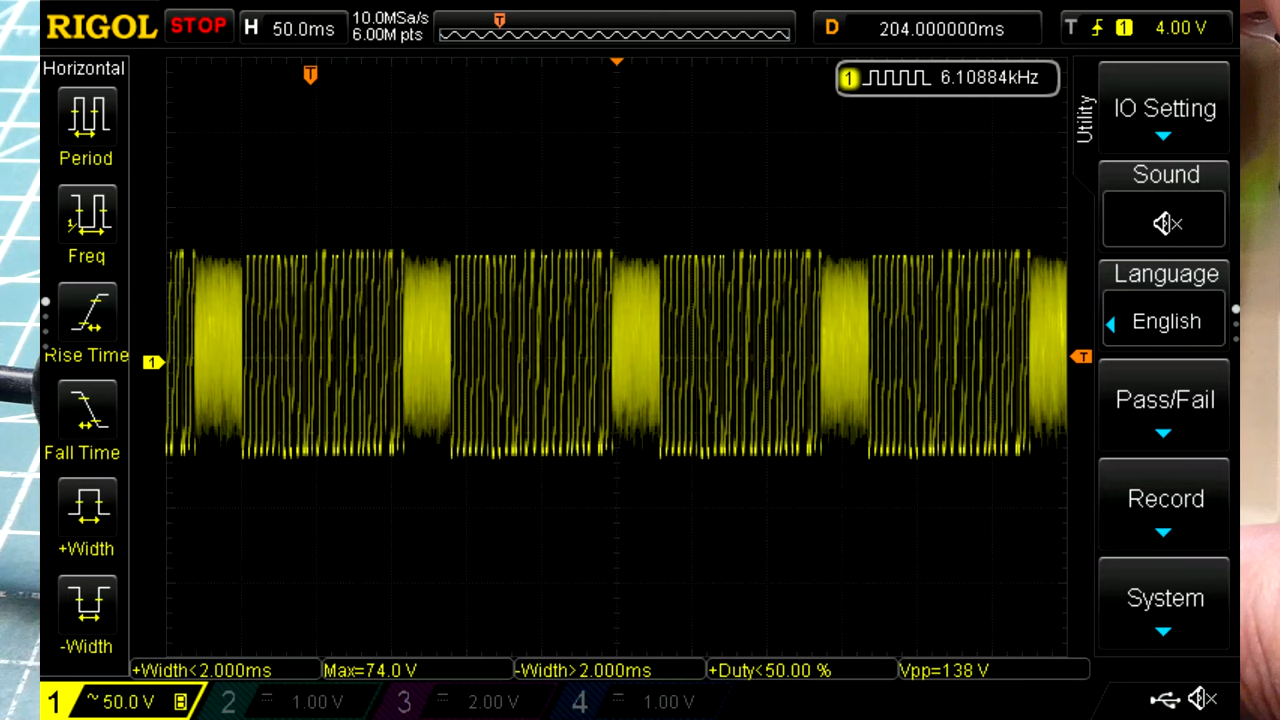 RIGOL STOP H 50.0ms 10.0MSa/s 6.00M pts T D 204.000000ms T 1 4.00 V
Horizontal
T
1 6.10884kHz
Period
Freq
Rise Time
Fall Time
+Width
-Width
1
T
Utility
IO Setting
Sound
Language
English
Pass/Fail
Record
System
+Width<2.000ms Max=74.0 V -Width>2.000ms +Duty<50.00 % Vpp=138 V
1 ~ 50.0 V B 2 = 1.00 V 3 = 2.00 V 4 = 1.00 V